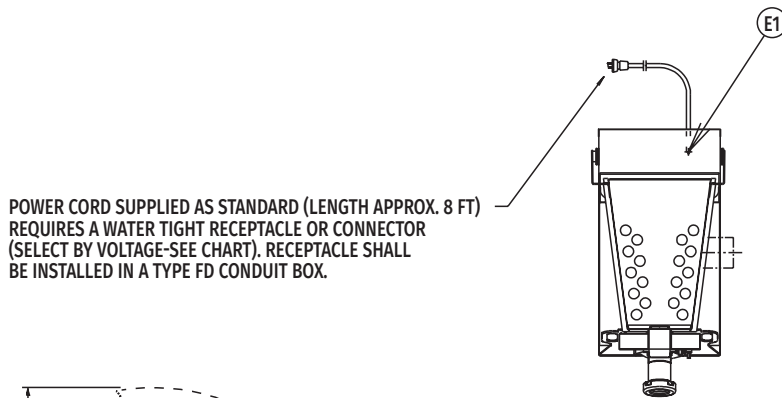 E1
POWER CORD SUPPLIED AS STANDARD (LENGTH APPROX. 8 FT)
REQUIRES A WATER TIGHT RECEPTACLE OR CONNECTOR
(SELECT BY VOLTAGE-SEE CHART). RECEPTACLE SHALL
BE INSTALLED IN A TYPE FD CONDUIT BOX.